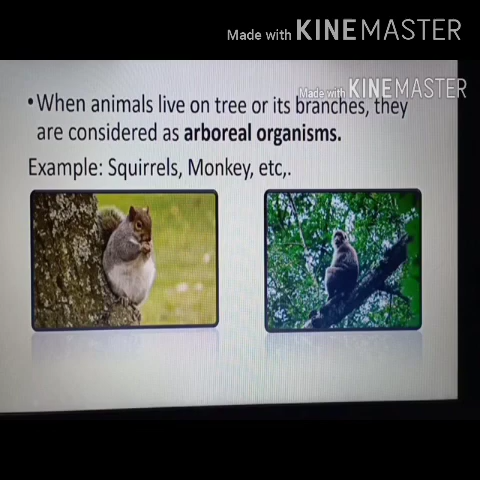 Made with KINEMASTER
Made with KINEMASTER
• When animals live on tree or its branches, they
are considered as arboreal organisms.
Example: Squirrels, Monkey, etc,.